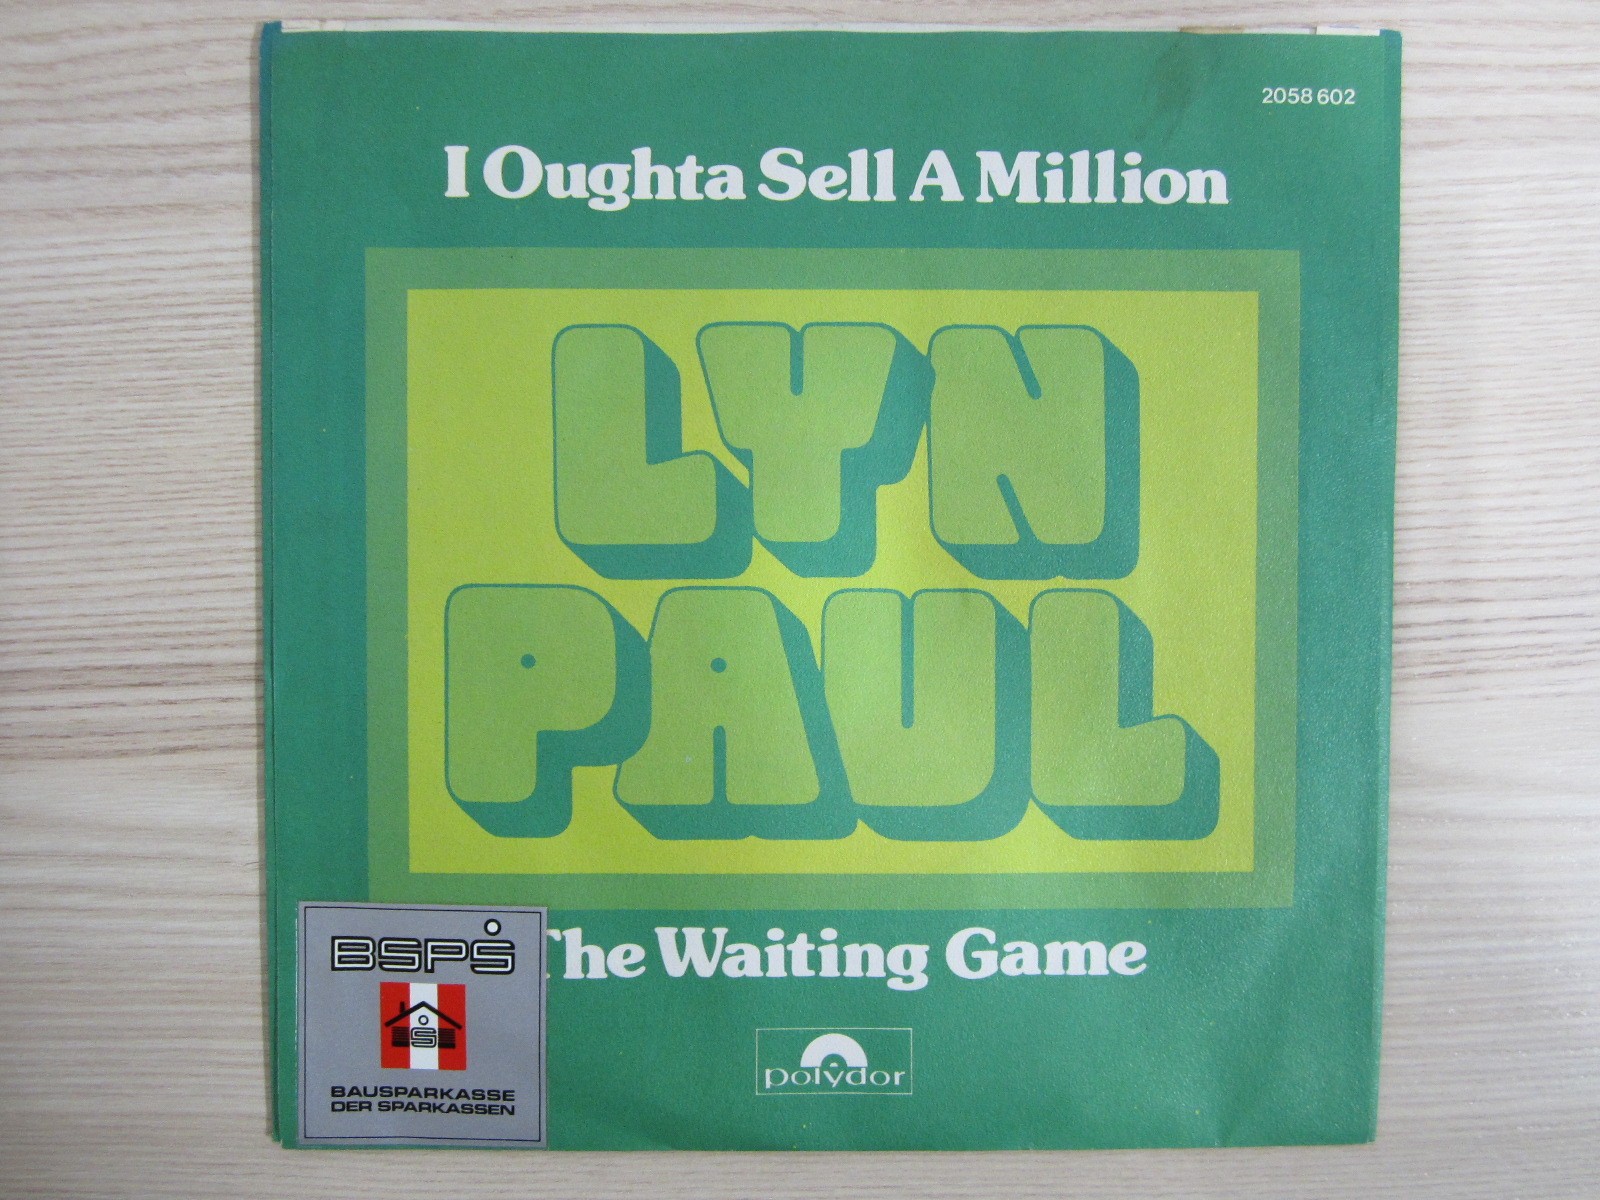 2058 602
I Oughta Sell A Million
LYN
PAUL
The Waiting Game
polydor
BSPS
S
BAUSPARKASSE
DER SPARKASSEN